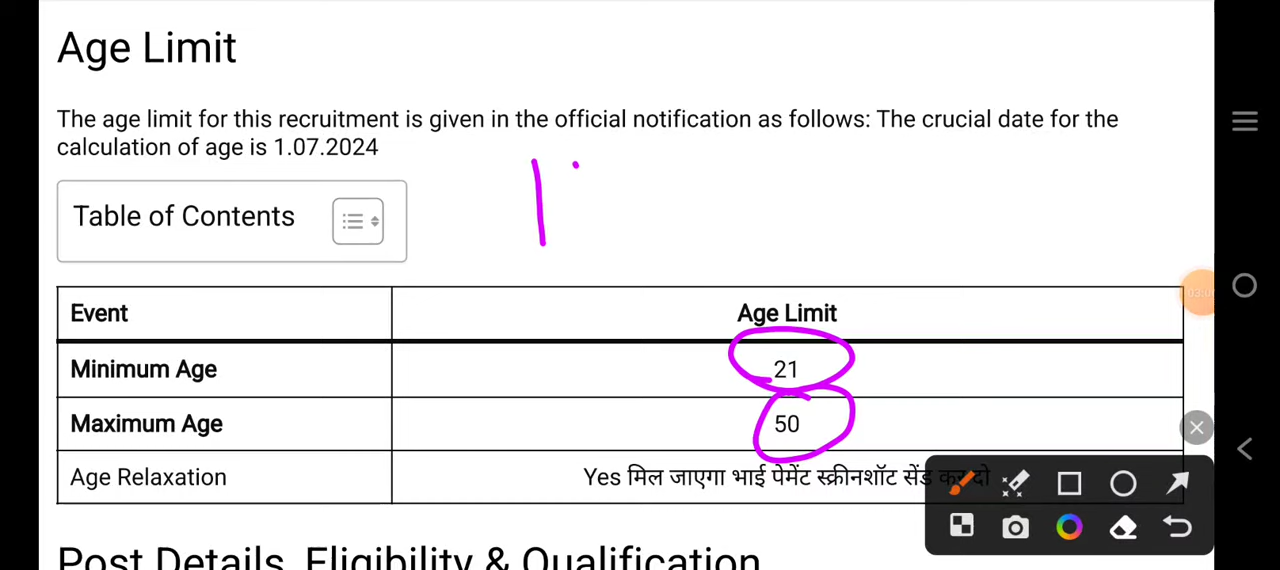 Age Limit
The age limit for this recruitment is given in the official notification as follows: The crucial date for the
calculation of age is 1.07.2024
Table of Contents
Event Age Limit
Minimum Age 21
Maximum Age 50
Age Relaxation Yes मिल जाएगा भाई पेमेंट स्क्रीनशॉट सेंड कर दो
Post Details, Eligibility & Qualification